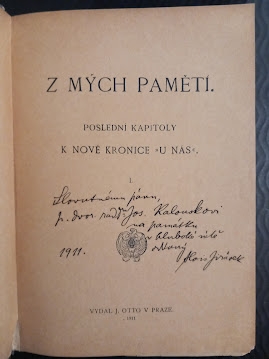 Z MÝCH PAMĚTÍ.
POSLEDNÍ KAPITOLY
K NOVÉ KRONICE »U NÁS«.
I.
Slovutnému pánu,
p. dvor. radovi Jos. Kalouskovi
na památku
v hluboké úctě
oddaný
1911.
Alois Jirásek
VYDAL J. OTTO V PRAZE.
1911